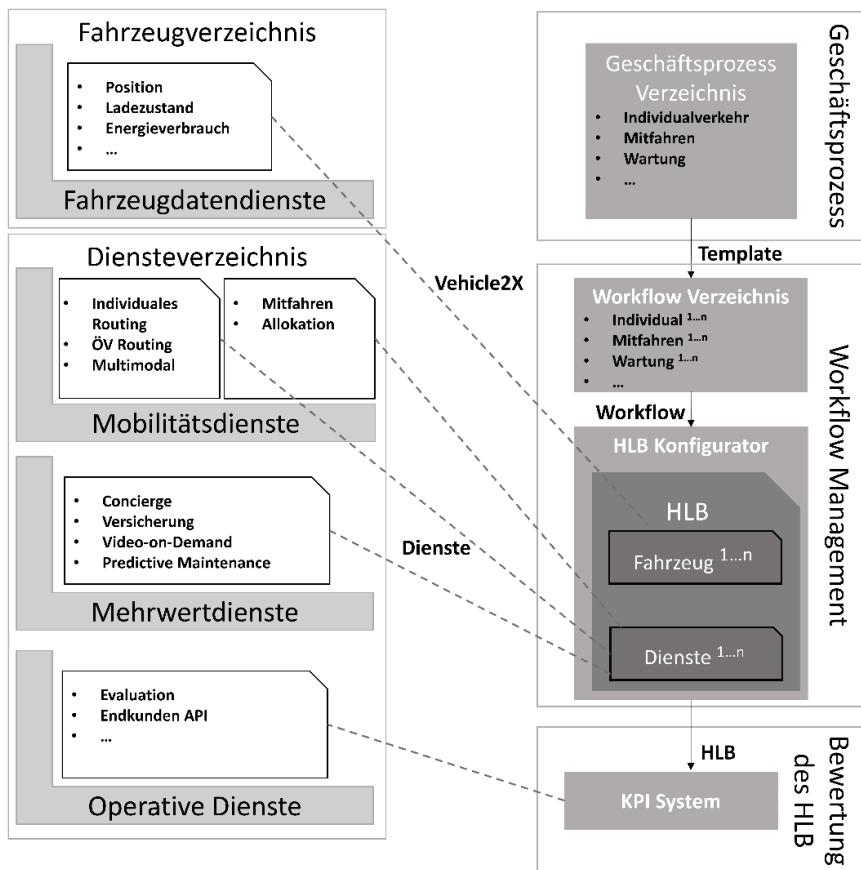 Fahrzeugverzeichnis
• Position
• Ladezustand
• Energieverbrauch
• ...
Fahrzeugdatendienste
Diensteverzeichnis
• Individuales
Routing
• ÖV Routing
• Multimodal
• Mitfahren
• Allokation
Mobilitätsdienste
• Concierge
• Versicherung
• Video-on-Demand
• Predictive Maintenance
Mehrwertdienste
• Evaluation
• Endkunden API
• ...
Operative Dienste
Vehicle2X
Dienste
Geschäftsprozess
Verzeichnis
• Individualverkehr
• Mitfahren
• Wartung
• ...
Geschäftsprozess
Template
Workflow Verzeichnis
• Individual 1...n
• Mitfahren 1...n
• Wartung 1...n
• ...
Workflow
HLB Konfigurator
HLB
Fahrzeug 1...n
Dienste 1...n
Workflow Management
HLB
KPI System
Bewertung
des HLB